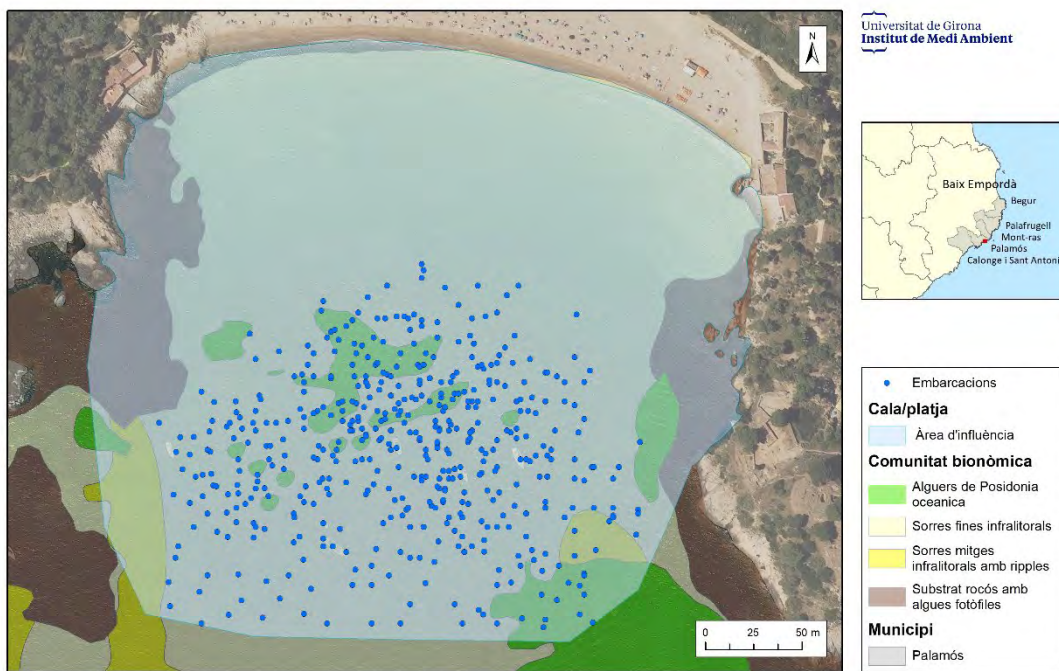 N
0 25 50 m
Universitat de Girona
Institut de Medi Ambient
Baix Empordà
Begur
Palafrugell
Mont-ras
Palamós
Calonge i Sant Antoni
Embarcacions
Cala/platja
Àrea d'influència
Comunitat bionòmica
Alguers de Posidonia
oceanica
Sorres fines infralitorals
Sorres mitges
infralitorals amb ripples
Substrat rocós amb
algues fotòfiles
Municipi
Palamós